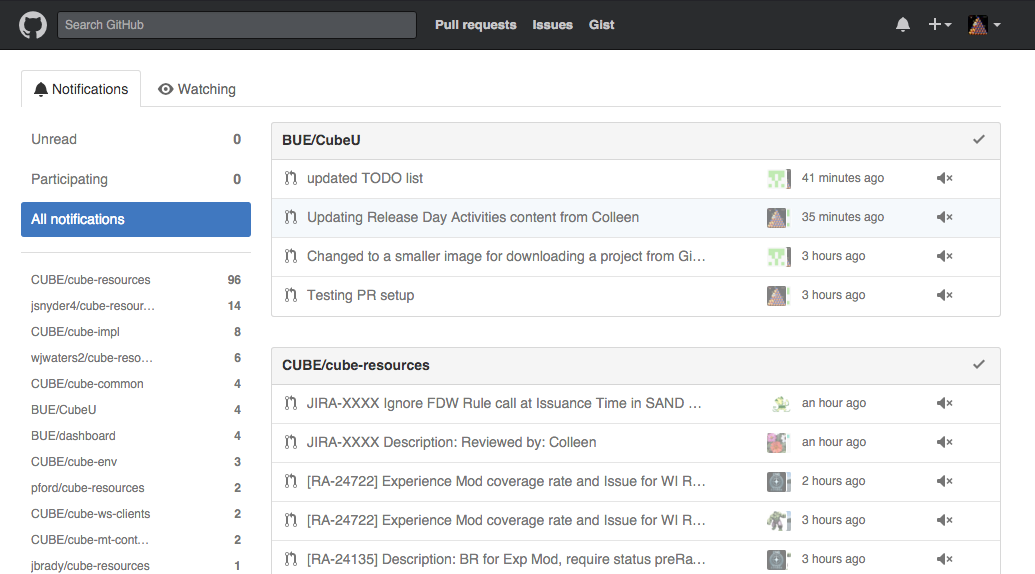 Search GitHub
Pull requests Issues Gist
Notifications Watching
Unread 0
Participating 0
All notifications
CUBE/cube-resources 96
jsnyder4/cube-resour… 14
CUBE/cube-impl 8
wjwaters2/cube-reso… 6
CUBE/cube-common 4
BUE/CubeU 4
BUE/dashboard 4
CUBE/cube-env 3
pford/cube-resources 2
CUBE/cube-ws-clients 2
CUBE/cube-mt-cont… 2
jbrady/cube-resources 1
BUE/CubeU
updated TODO list 41 minutes ago
Updating Release Day Activities content from Colleen 35 minutes ago
Changed to a smaller image for downloading a project from Gi… 3 hours ago
Testing PR setup 3 hours ago
CUBE/cube-resources
JIRA-XXXX Ignore FDW Rule call at Issuance Time in SAND … an hour ago
JIRA-XXXX Description: Reviewed by: Colleen an hour ago
[RA-24722] Experience Mod coverage rate and Issue for WI R… 2 hours ago
[RA-24722] Experience Mod coverage rate and Issue for WI R… 3 hours ago
[RA-24135] Description: BR for Exp Mod, require status preRa… 3 hours ago